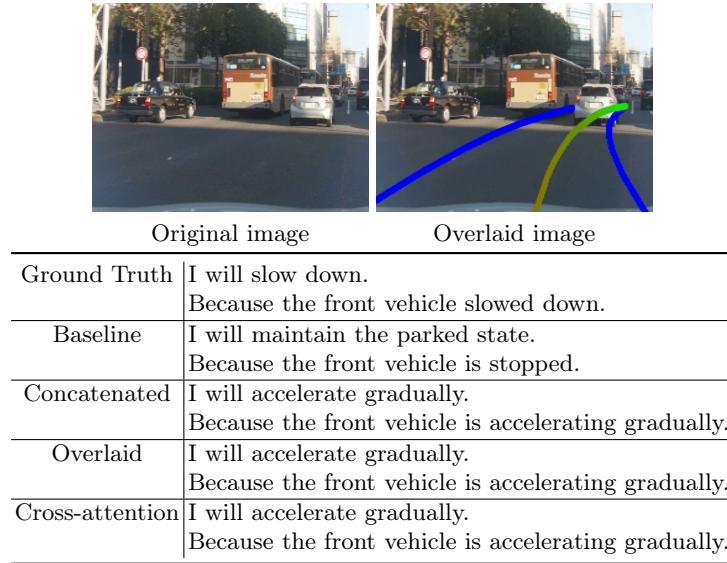 Original image
Overlaid image
Ground Truth I will slow down.
Because the front vehicle slowed down.
Baseline I will maintain the parked state.
Because the front vehicle is stopped.
Concatenated I will accelerate gradually.
Because the front vehicle is accelerating gradually.
Overlaid I will accelerate gradually.
Because the front vehicle is accelerating gradually.
Cross-attention I will accelerate gradually.
Because the front vehicle is accelerating gradually.